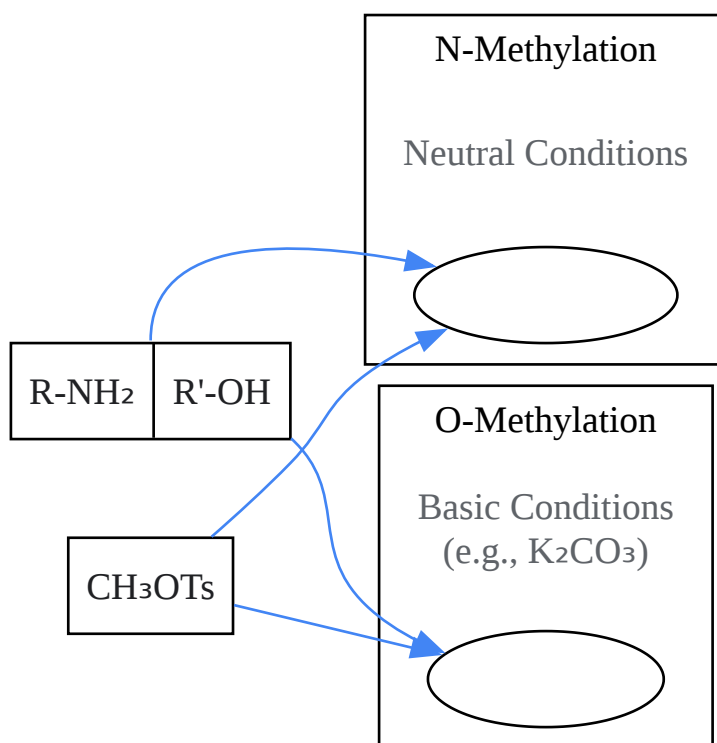 N-Methylation
Neutral Conditions
R-NH₂ R'-OH
O-Methylation
Basic Conditions
(e.g., K₂CO₃)
CH₃OTs